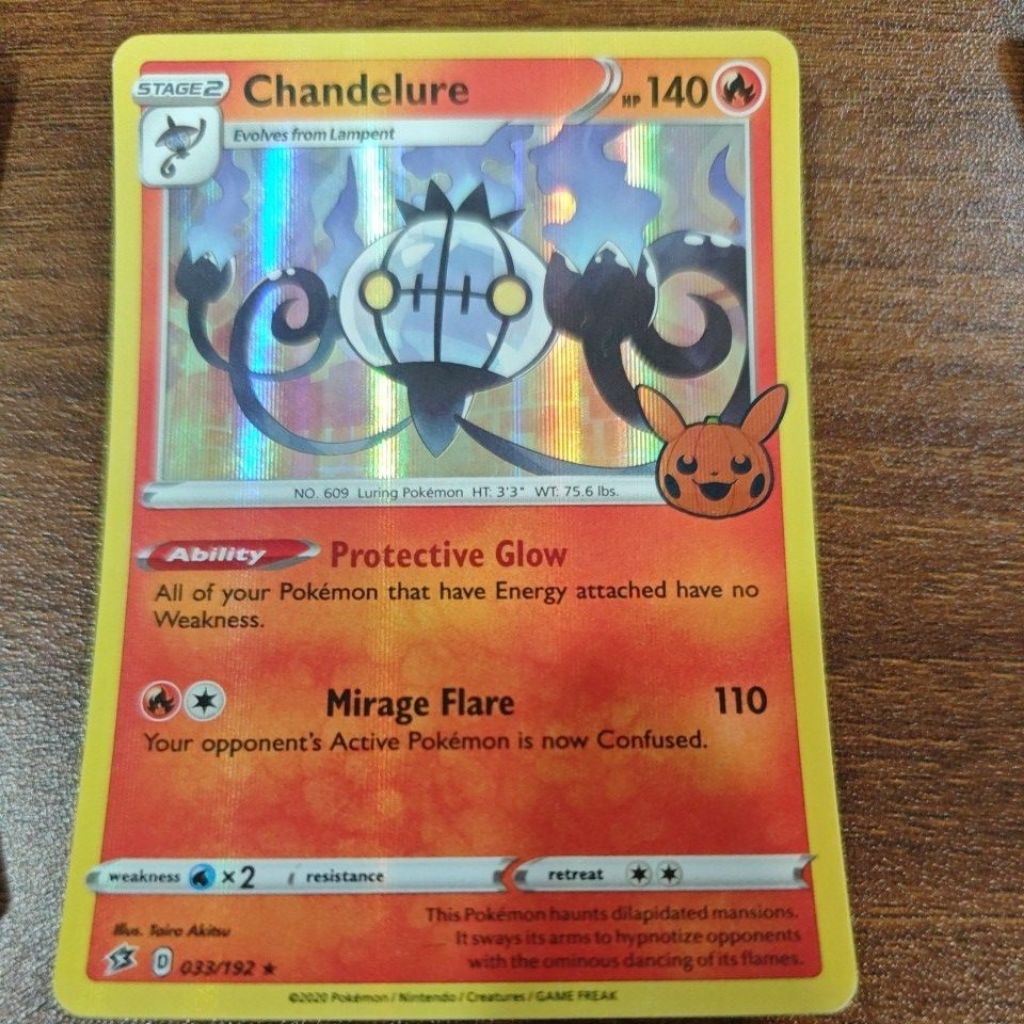 STAGE2
Chandelure
HP 140
Evolves from Lampent
NO. 609 Luring Pokémon HT: 3'3" WT: 75.6 lbs.
Ability Protective Glow
All of your Pokémon that have Energy attached have no
Weakness.
Mirage Flare 110
Your opponent's Active Pokémon is now Confused.
weakness ×2 resistance retreat
This Pokémon haunts dilapidated mansions.
It sways its arms to hypnotize opponents
with the ominous dancing of its flames.
Illus. Taira Akitsu
D 033/192 ★
©2020 Pokémon / Nintendo / Creatures / GAME FREAK